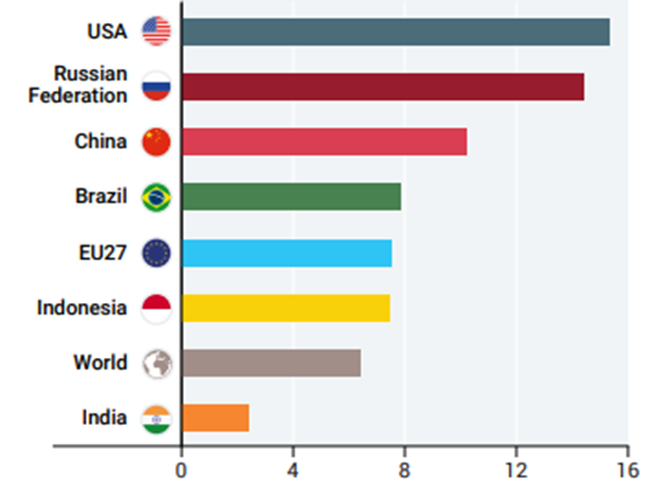 USA
Russian
Federation
China
Brazil
EU27
Indonesia
World
India
0 4 8 12 16